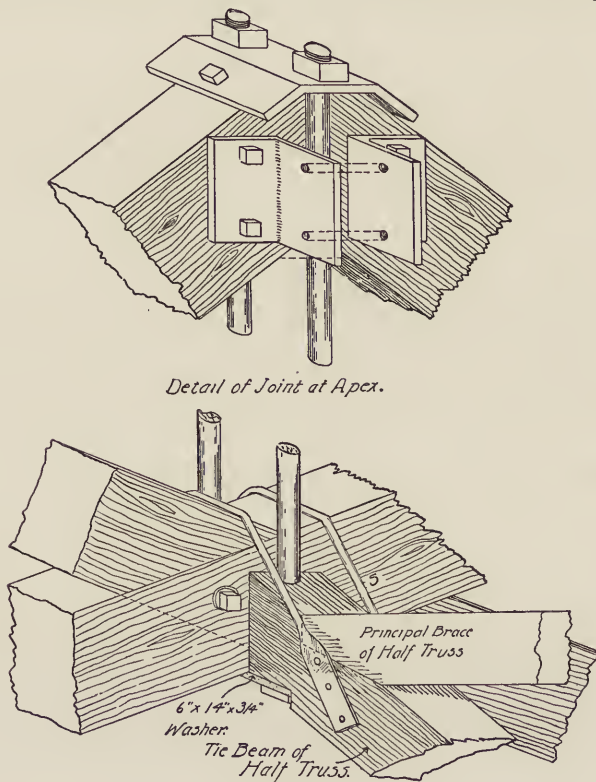 Detail of Joint at Apex.
5
Principal Brace
of Half Truss
6"x 14"x 3/4"
Washer.
Tie Beam of
Half Truss.